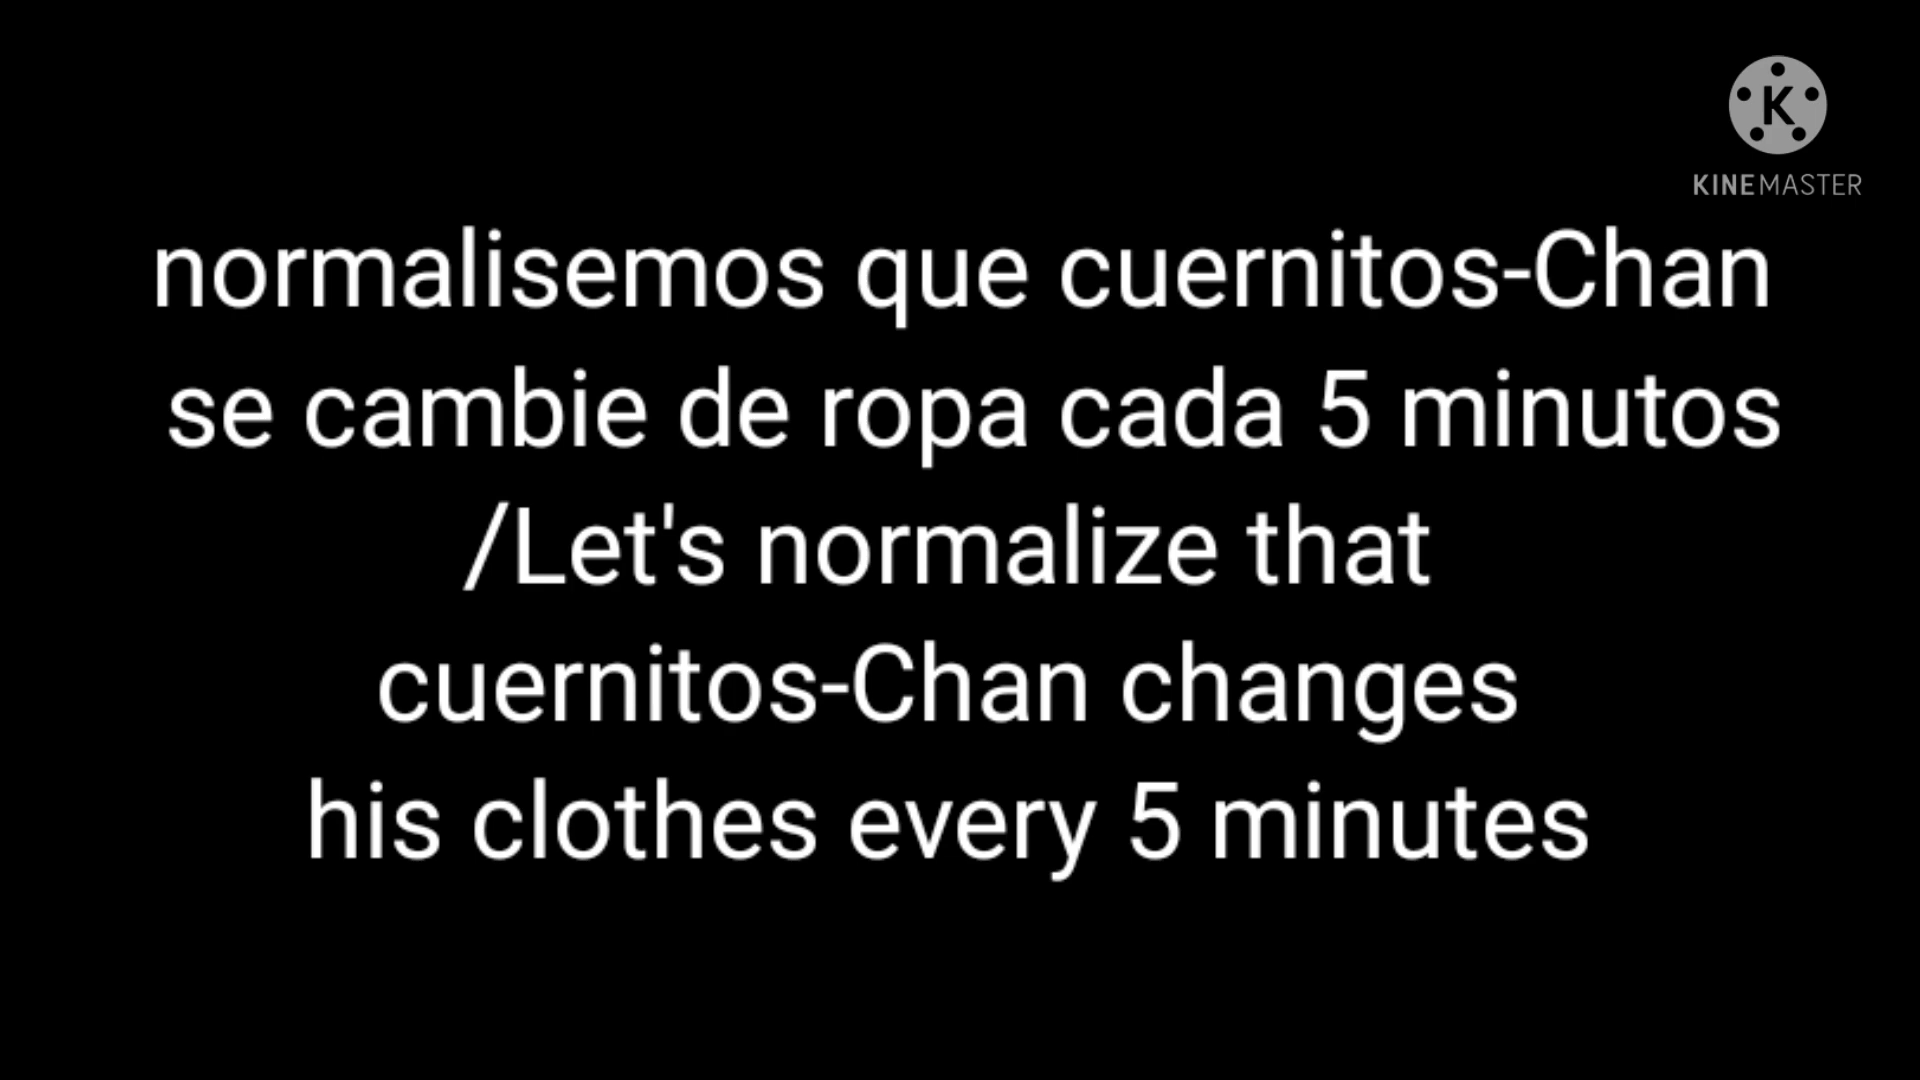 K
KINEMASTER
normalisemos que cuernitos-Chan
se cambie de ropa cada 5 minutos
/Let's normalize that
cuernitos-Chan changes
his clothes every 5 minutes